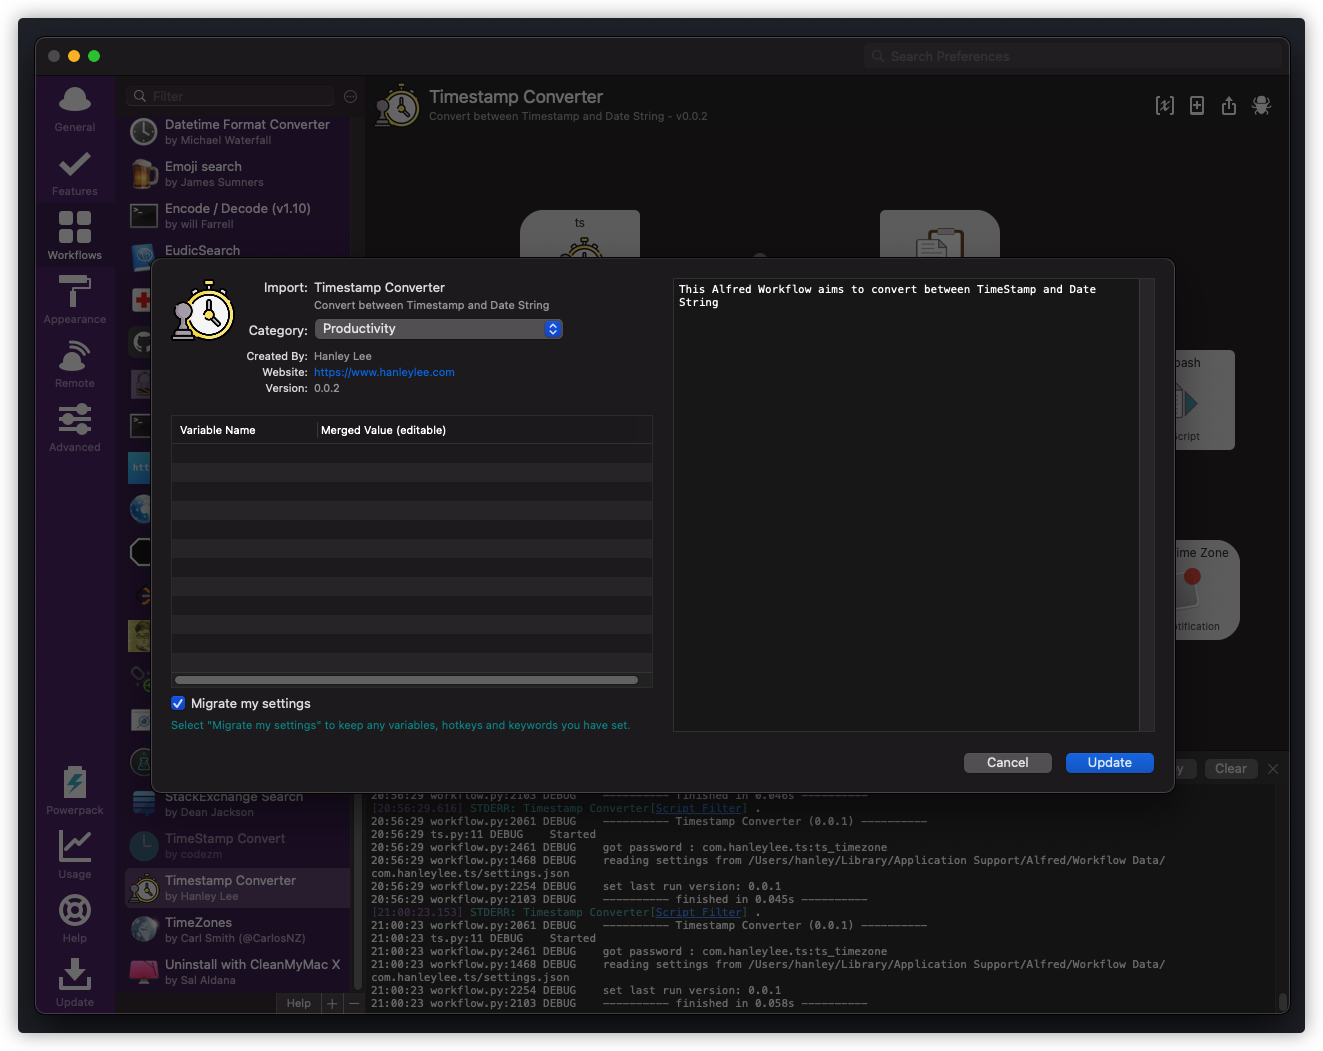 Search Preferences
General
Features
Workflows
Appearance
Remote
Advanced
Powerpack
Usage
Help
Update
Filter
Datetime Format Converter
by Michael Waterfall
Emoji search
by James Sumners
Encode / Decode (v1.10)
by will Farrell
EudicSearch
htt
StackExchange Search
by Dean Jackson
TimeStamp Convert
by codezm
Timestamp Converter
by Hanley Lee
TimeZones
by Carl Smith (@CarlosNZ)
Uninstall with CleanMyMac X
by Sal Aldana
Help
Timestamp Converter
Convert between Timestamp and Date String - v0.0.2
ts
bash
cript
ime Zone
tification
Import: Timestamp Converter
Convert between Timestamp and Date String
Category: Productivity
Created By: Hanley Lee
Website: https://www.hanleylee.com
Version: 0.0.2
Variable Name Merged Value (editable)
Migrate my settings
Select "Migrate my settings" to keep any variables, hotkeys and keywords you have set.
This Alfred Workflow aims to convert between TimeStamp and Date
String
Cancel Update
y Clear
20:56:29 workflow.py:2103 DEBUG ---------- finished in 0.046s ----------
[20:56:29.616] STDERR: Timestamp Converter[Script Filter] .
20:56:29 workflow.py:2061 DEBUG ---------- Timestamp Converter (0.0.1) ----------
20:56:29 ts.py:11 DEBUG Started
20:56:29 workflow.py:2461 DEBUG got password : com.hanleylee.ts:ts_timezone
20:56:29 workflow.py:1468 DEBUG reading settings from /Users/hanley/Library/Application Support/Alfred/Workflow Data/
com.hanleylee.ts/settings.json
20:56:29 workflow.py:2254 DEBUG set last run version: 0.0.1
20:56:29 workflow.py:2103 DEBUG ---------- finished in 0.045s ----------
[21:00:23.153] STDERR: Timestamp Converter[Script Filter] .
21:00:23 workflow.py:2061 DEBUG ---------- Timestamp Converter (0.0.1) ----------
21:00:23 ts.py:11 DEBUG Started
21:00:23 workflow.py:2461 DEBUG got password : com.hanleylee.ts:ts_timezone
21:00:23 workflow.py:1468 DEBUG reading settings from /Users/hanley/Library/Application Support/Alfred/Workflow Data/
com.hanleylee.ts/settings.json
21:00:23 workflow.py:2254 DEBUG set last run version: 0.0.1
21:00:23 workflow.py:2103 DEBUG ---------- finished in 0.058s ----------